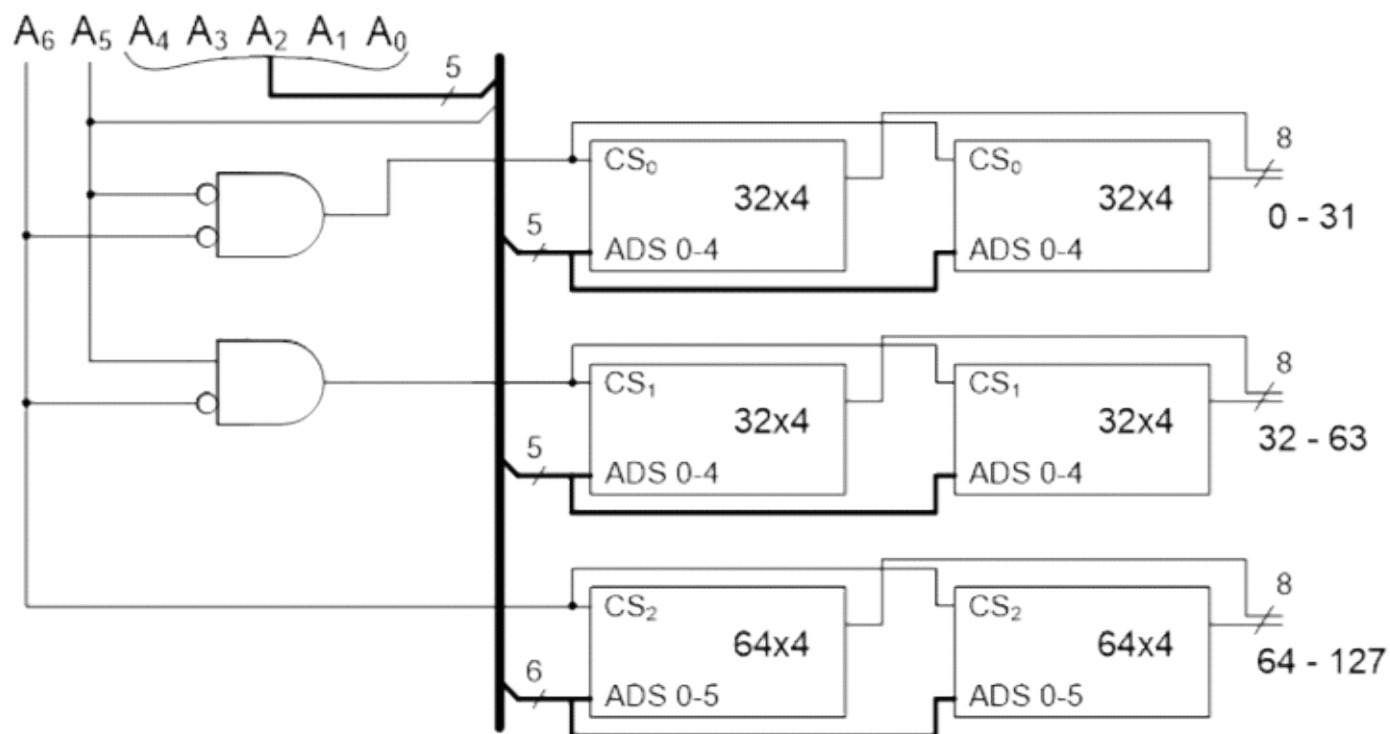 A₆ A₅ A₄ A₃ A₂ A₁ A₀
5
8
CS₀ CS₀
32x4 32x4
0 - 31
5
ADS 0-4 ADS 0-4
8
CS₁ CS₁
32x4 32x4
32 - 63
5
ADS 0-4 ADS 0-4
8
CS₂ CS₂
64x4 64x4
64 - 127
6
ADS 0-5 ADS 0-5